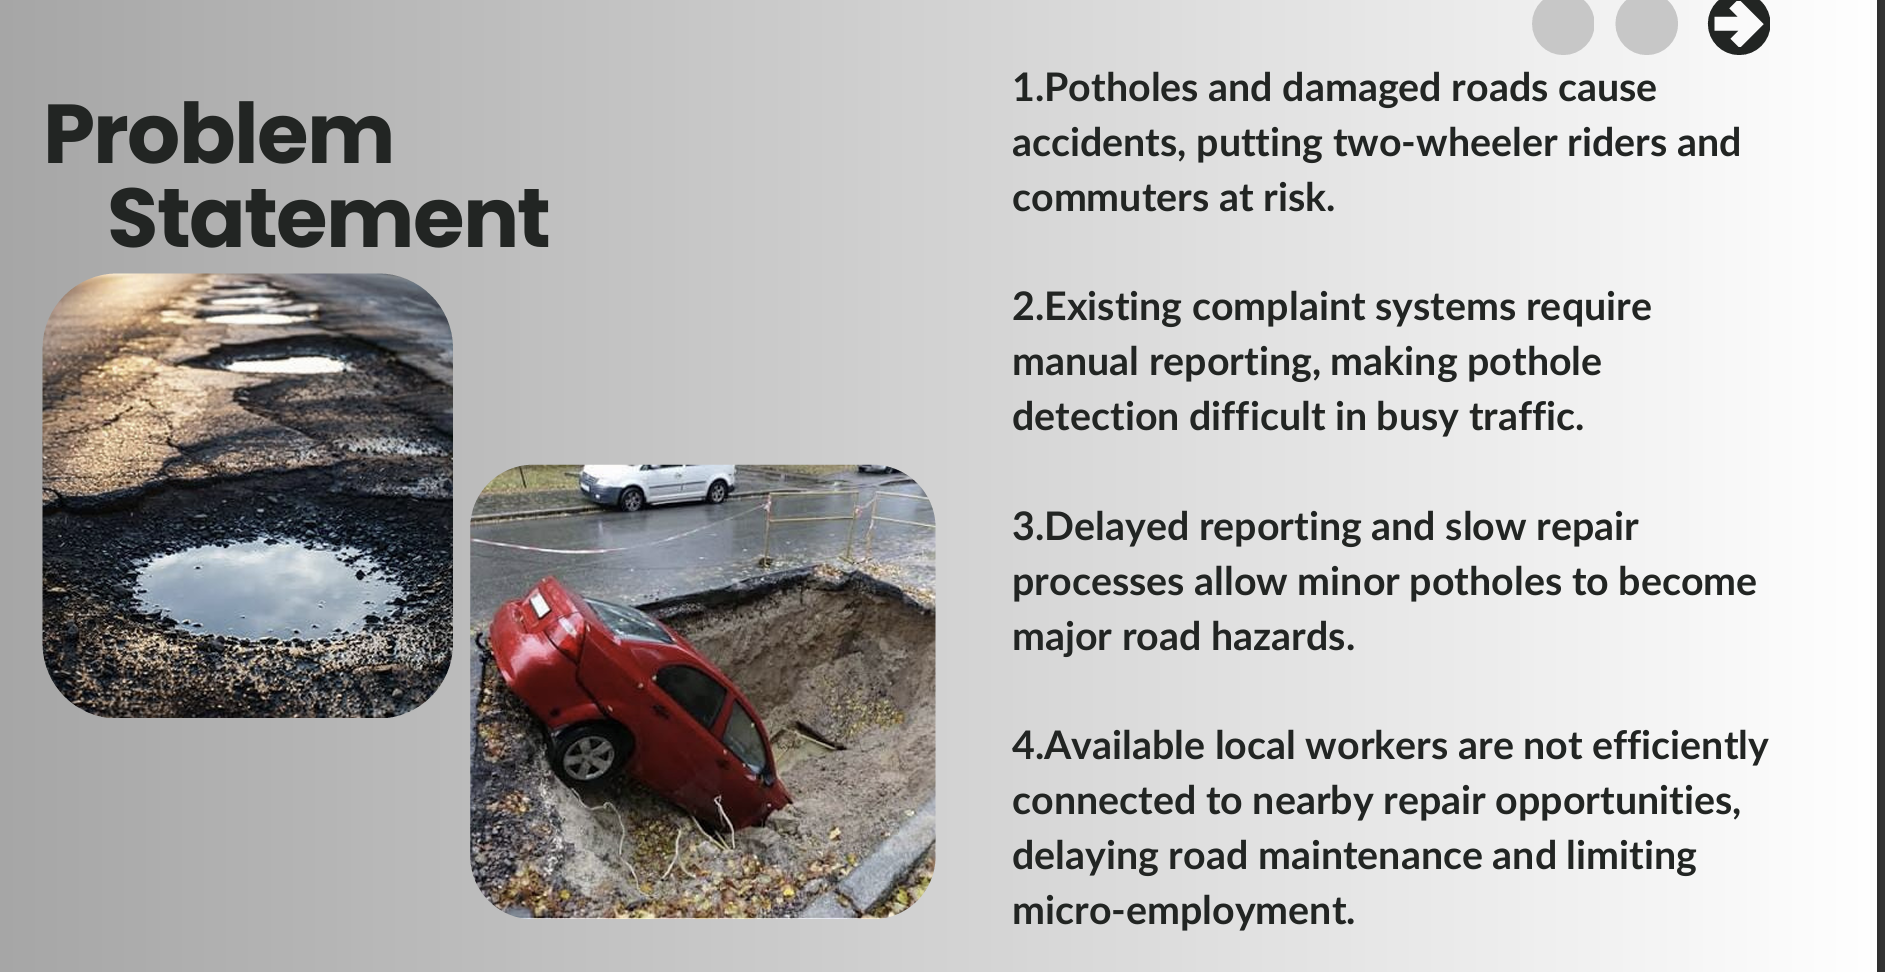 Problem
Statement
1.Potholes and damaged roads cause
accidents, putting two-wheeler riders and
commuters at risk.
2.Existing complaint systems require
manual reporting, making pothole
detection difficult in busy traffic.
3.Delayed reporting and slow repair
processes allow minor potholes to become
major road hazards.
4.Available local workers are not efficiently
connected to nearby repair opportunities,
delaying road maintenance and limiting
micro-employment.